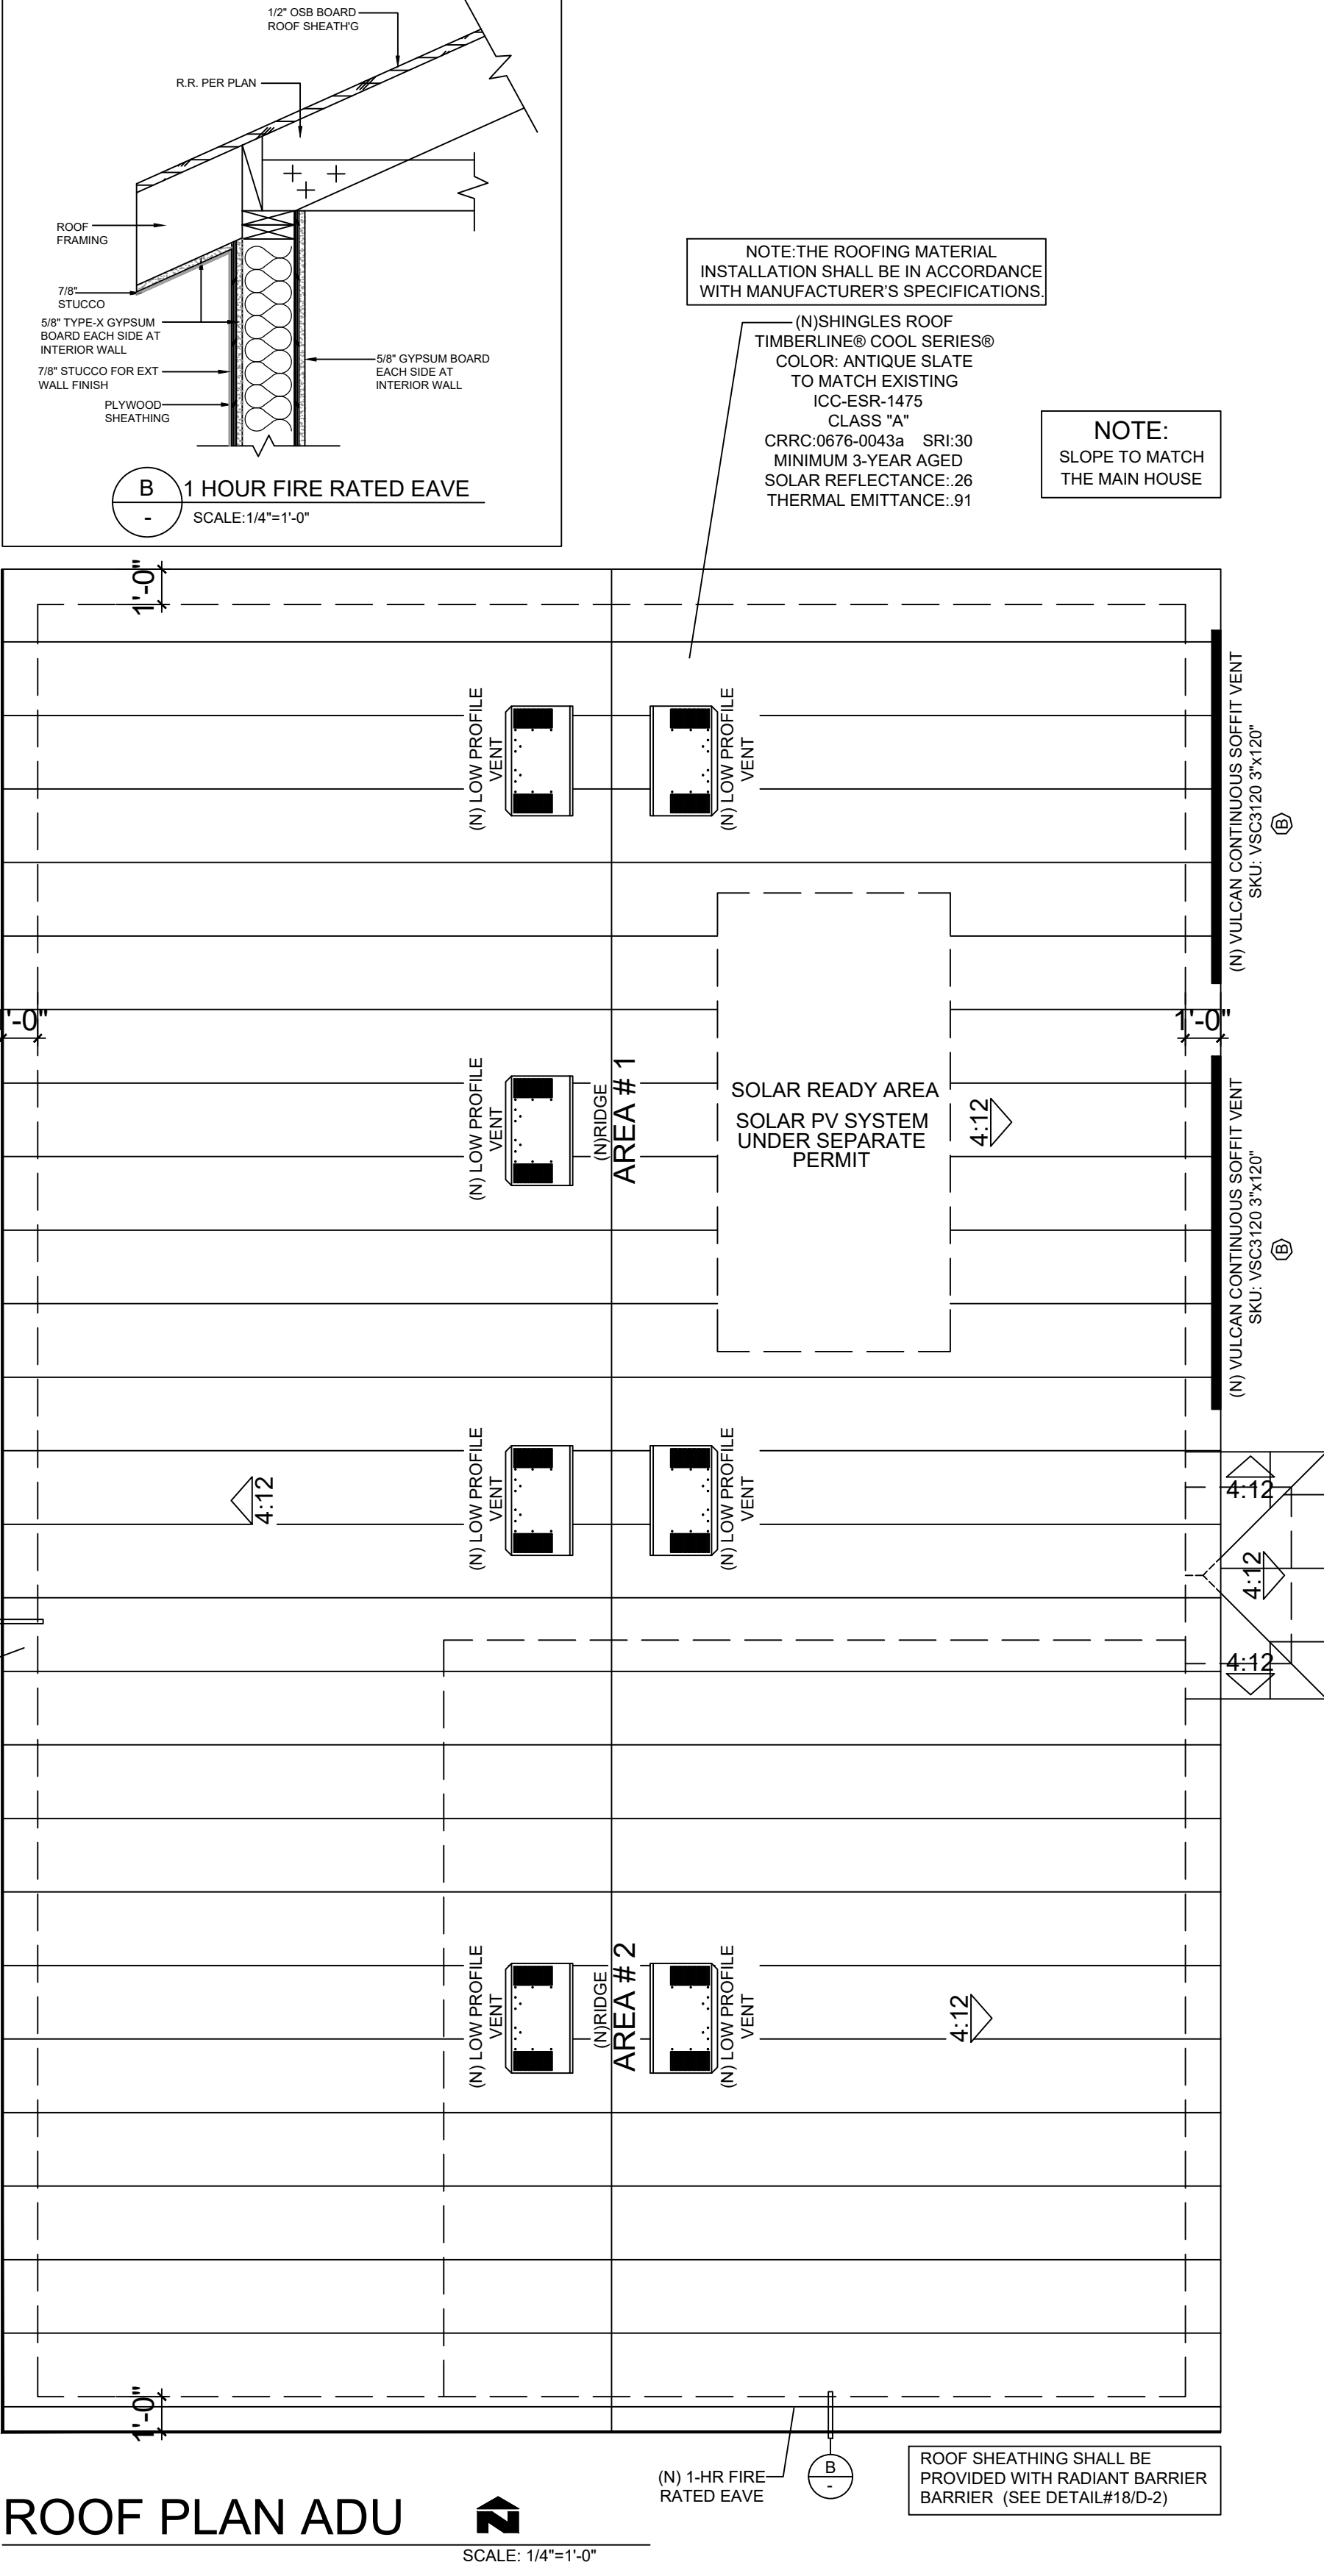 1/2" OSB BOARD
ROOF SHEATH'G
R.R. PER PLAN
ROOF
FRAMING
7/8"
STUCCO
5/8" TYPE-X GYPSUM
BOARD EACH SIDE AT
INTERIOR WALL
7/8" STUCCO FOR EXT
WALL FINISH
PLYWOOD
SHEATHING
5/8" GYPSUM BOARD
EACH SIDE AT
INTERIOR WALL
B
-
1 HOUR FIRE RATED EAVE
SCALE:1/4"=1'-0"
NOTE:THE ROOFING MATERIAL
INSTALLATION SHALL BE IN ACCORDANCE
WITH MANUFACTURER'S SPECIFICATIONS.
(N)SHINGLES ROOF
TIMBERLINE® COOL SERIES®
COLOR: ANTIQUE SLATE
TO MATCH EXISTING
ICC-ESR-1475
CLASS "A"
CRRC:0676-0043a SRI:30
MINIMUM 3-YEAR AGED
SOLAR REFLECTANCE:.26
THERMAL EMITTANCE:.91
NOTE:
SLOPE TO MATCH
THE MAIN HOUSE
1'-0"
(N) LOW PROFILE
VENT
(N) LOW PROFILE
VENT
(N) VULCAN CONTINUOUS SOFFIT VENT
SKU: VSC3120 3"x120"
B
'-0"
1'-0"
(N) LOW PROFILE
VENT
(N)RIDGE
AREA # 1
SOLAR READY AREA
SOLAR PV SYSTEM
UNDER SEPARATE
PERMIT
4:12
(N) VULCAN CONTINUOUS SOFFIT VENT
SKU: VSC3120 3"x120"
B
4:12
(N) LOW PROFILE
VENT
(N) LOW PROFILE
VENT
4:12
4:12
4:12
(N) LOW PROFILE
VENT
(N)RIDGE
AREA # 2
(N) LOW PROFILE
VENT
4:12
1'-0"
(N) 1-HR FIRE
RATED EAVE
B
-
ROOF SHEATHING SHALL BE
PROVIDED WITH RADIANT BARRIER
BARRIER (SEE DETAIL#18/D-2)
ROOF PLAN ADU
N
SCALE: 1/4"=1'-0"